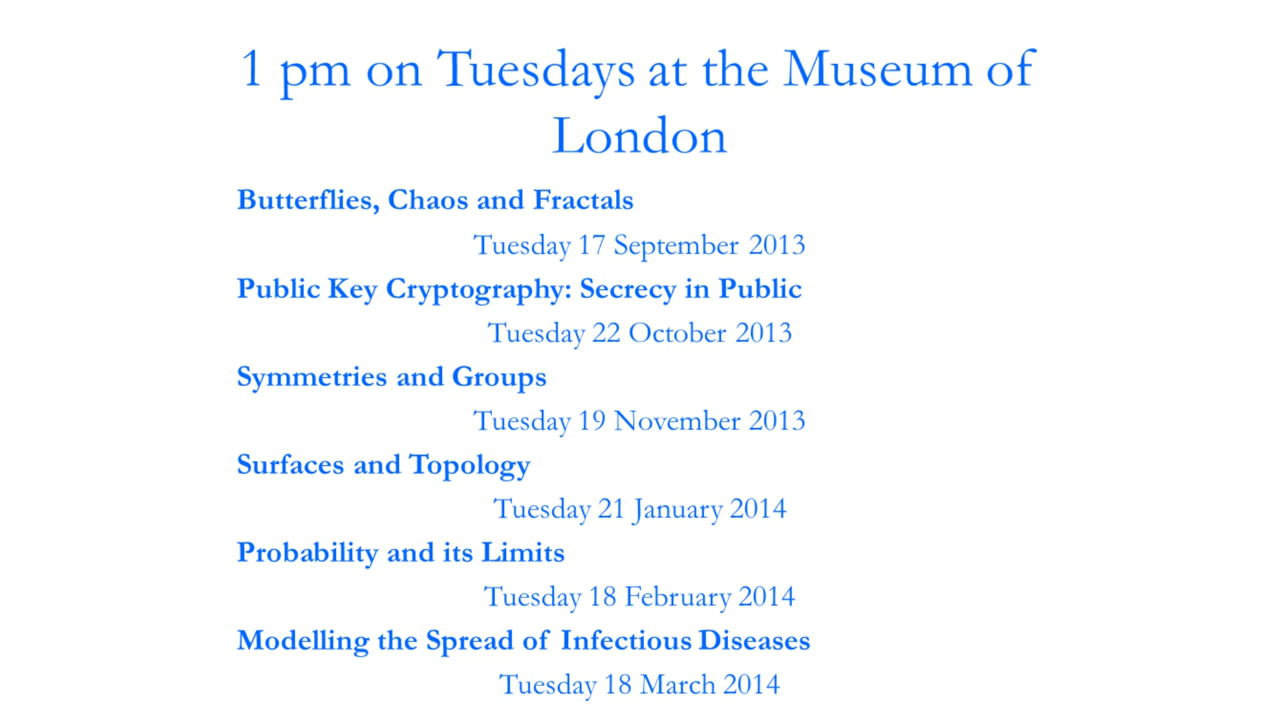 1 pm on Tuesdays at the Museum of
London
Butterflies, Chaos and Fractals
Tuesday 17 September 2013
Public Key Cryptography: Secrecy in Public
Tuesday 22 October 2013
Symmetries and Groups
Tuesday 19 November 2013
Surfaces and Topology
Tuesday 21 January 2014
Probability and its Limits
Tuesday 18 February 2014
Modelling the Spread of Infectious Diseases
Tuesday 18 March 2014